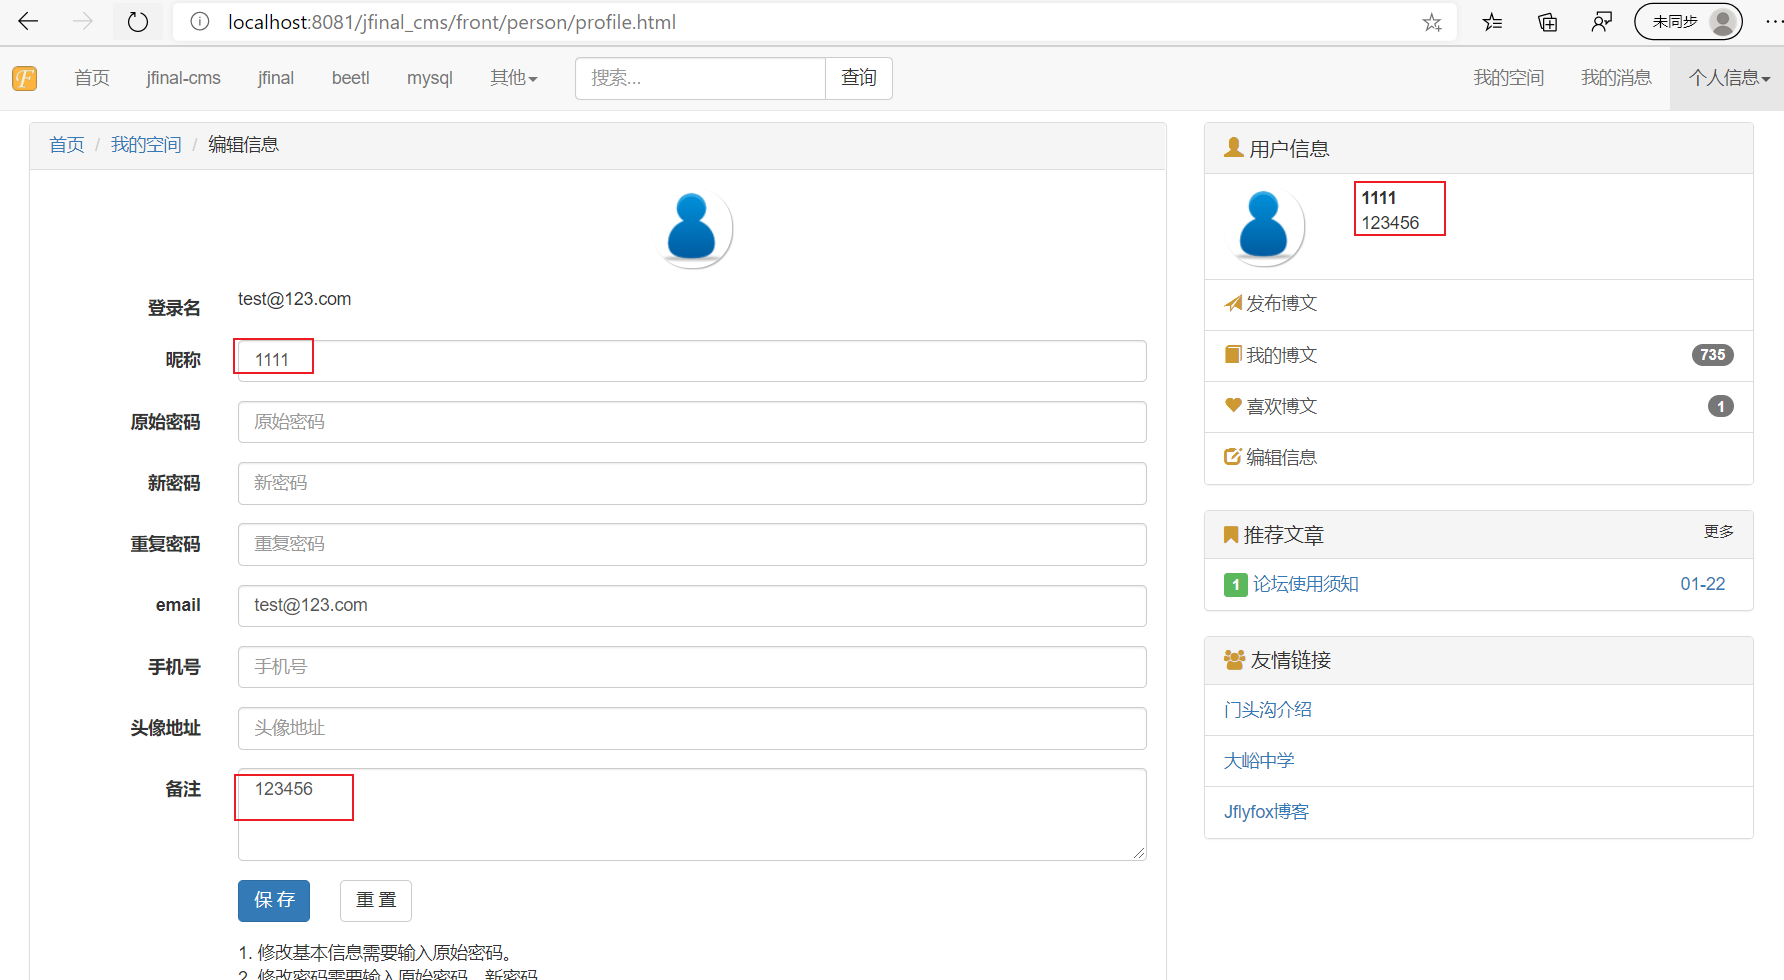 localhost:8081/jfinal_cms/front/person/profile.html
未同步
首页 jfinal-cms jfinal beetl mysql 其他 搜索... 查询 我的空间 我的消息 个人信息
首页 / 我的空间 / 编辑信息
登录名 test@123.com
昵称 1111
原始密码 原始密码
新密码 新密码
重复密码 重复密码
email test@123.com
手机号 手机号
头像地址 头像地址
备注 123456
保 存 重 置
1. 修改基本信息需要输入原始密码。
2. 修改密码需要输入原始密码、新密码
用户信息
1111
123456
发布博文
我的博文 735
喜欢博文 1
编辑信息
推荐文章 更多
1 论坛使用须知 01-22
友情链接
门头沟介绍
大峪中学
Jflyfox博客